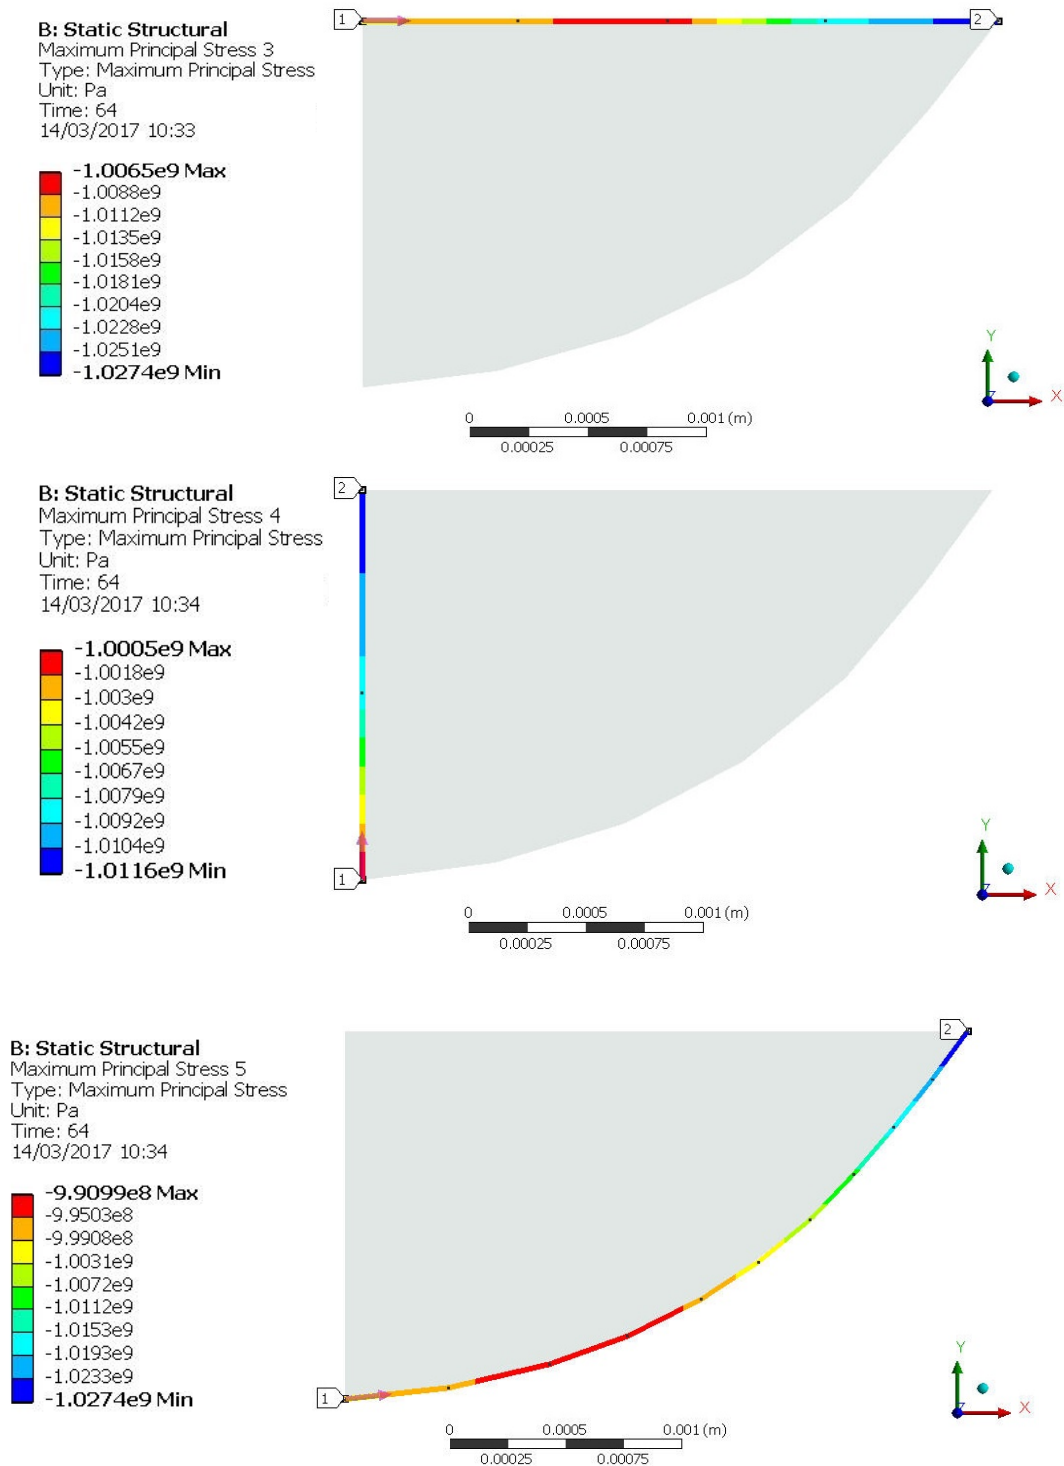 B: Static Structural
Maximum Principal Stress 3
Type: Maximum Principal Stress
Unit: Pa
Time: 64
14/03/2017 10:33
-1.0065e9 Max
-1.0088e9
-1.0112e9
-1.0135e9
-1.0158e9
-1.0181e9
-1.0204e9
-1.0228e9
-1.0251e9
-1.0274e9 Min
1
2
Y
Z
X
0 0.0005 0.001 (m)
0.00025 0.00075
B: Static Structural
Maximum Principal Stress 4
Type: Maximum Principal Stress
Unit: Pa
Time: 64
14/03/2017 10:34
-1.0005e9 Max
-1.0018e9
-1.003e9
-1.0042e9
-1.0055e9
-1.0067e9
-1.0079e9
-1.0092e9
-1.0104e9
-1.0116e9 Min
2
1
Y
Z
X
0 0.0005 0.001 (m)
0.00025 0.00075
B: Static Structural
Maximum Principal Stress 5
Type: Maximum Principal Stress
Unit: Pa
Time: 64
14/03/2017 10:34
-9.9099e8 Max
-9.9503e8
-9.9908e8
-1.0031e9
-1.0072e9
-1.0112e9
-1.0153e9
-1.0193e9
-1.0233e9
-1.0274e9 Min
2
1
Y
Z
X
0 0.0005 0.001 (m)
0.00025 0.00075